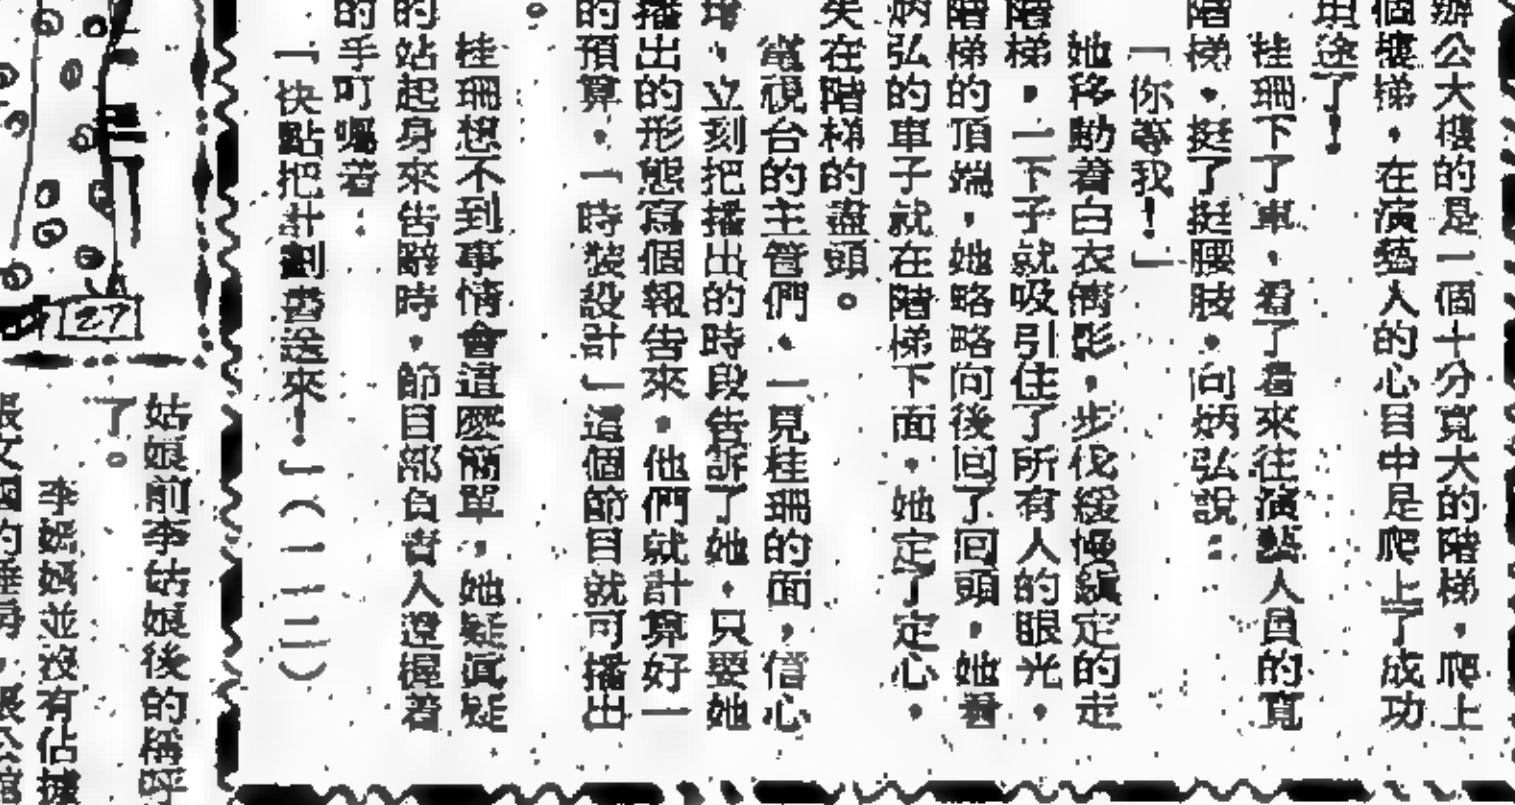 辦公大樓的是一個十分寬大的階梯，爬上
個樓梯，在演藝人的心目中是爬上了成功
坦途了！
桂珊下了車，看了看來往演藝人員的寬
階梯，挺了挺腰肢，向炳弘說：
「你等我！」
她移動着白衣儷影，步伐緩慢鎮定的走
階梯，一下子就吸引住了所有人的眼光，
階梯的頂端，她略略向後回了回頭，她看
炳弘的車子就在階梯下面，她定了定心，
失在階梯的盡頭。
電視台的主管們，一見桂珊的面，信心
增，立刻把播出的時段告訴了她，只要她
播出的形態寫個報告來，他們就計算好一
的預算，「時裝設計」這個節目就可播出
。
桂珊想不到事情會這麼簡單，她疑真疑
的站起身來告辭時，節目部負責人還握着
的手叮囑着：
「快點把計劃書送來！」（一一二）
27
姑娘前李姑娘後的稱呼
了。
李媽媽並沒有佔據